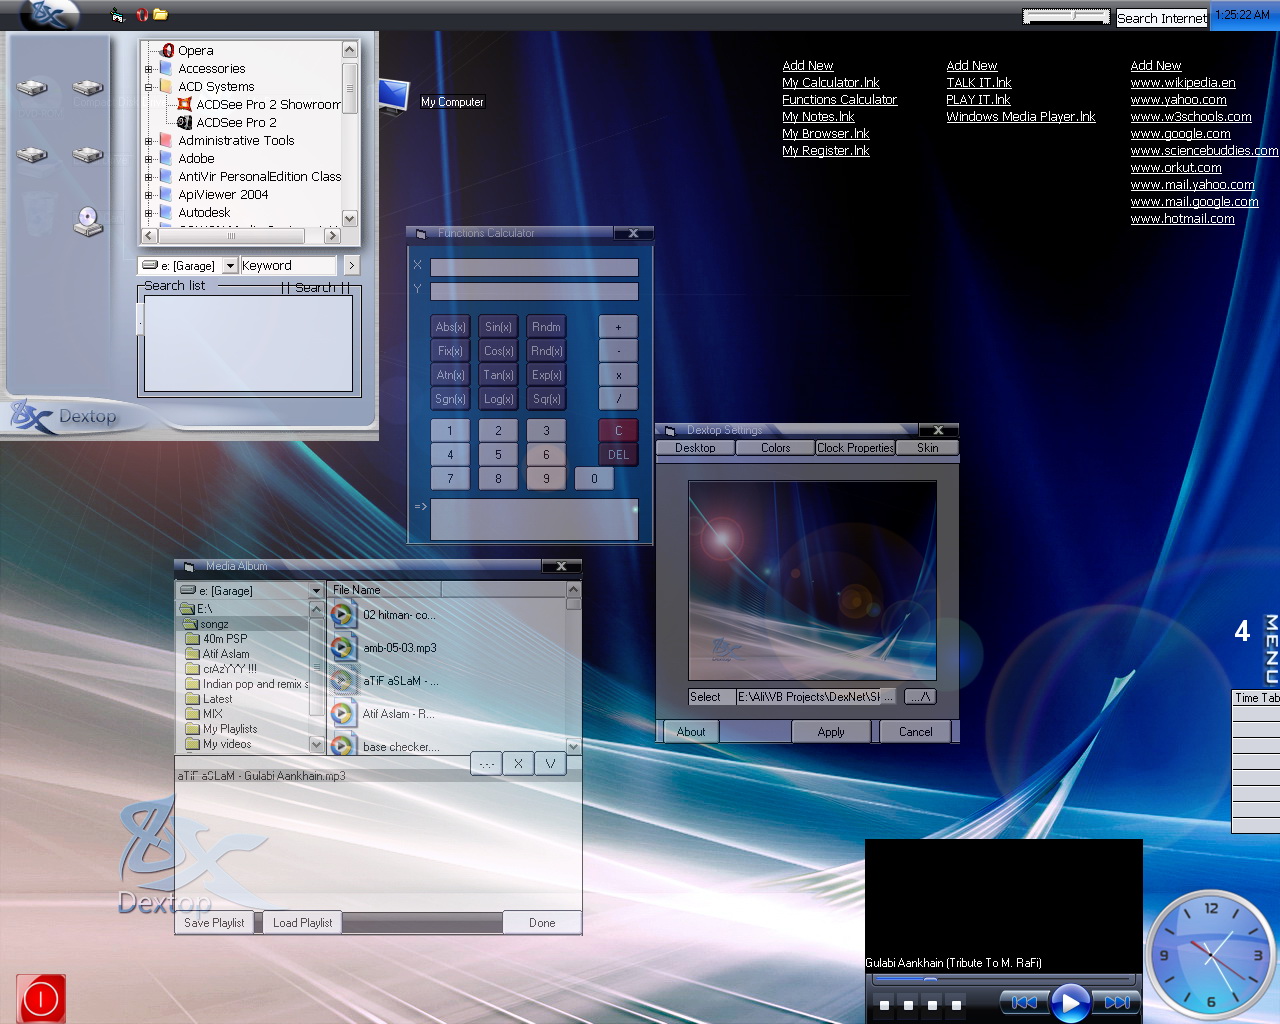 Search Internet
1:25:22 AM
Opera
Accessories
ACD Systems
ACDSee Pro 2 Showroom
ACDSee Pro 2
Administrative Tools
Adobe
AntiVir PersonalEdition Class
ApiViewer 2004
Autodesk
e: [Garage]
Keyword
>
Search list
|| Search ||
Dextop
My Computer
Add New
My Calculator.lnk
Functions Calculator
My Notes.lnk
My Browser.lnk
My Register.lnk
Add New
TALK IT.lnk
PLAY IT.lnk
Windows Media Player.lnk
Add New
www.wikipedia.en
www.yahoo.com
www.w3schools.com
www.google.com
www.sciencebuddies.com
www.orkut.com
www.mail.yahoo.com
www.mail.google.com
www.hotmail.com
Functions Calculator
X
Y
Abs(x) Sin(x) Rndm +
Fix(x) Cos(x) Rnd(x) -
Atn(x) Tan(x) Exp(x) x
Sgn(x) Log(x) Sqr(x) /
1 2 3 C
4 5 6 DEL
7 8 9 0
=>
Dextop Settings
Desktop Colors Clock Properties Skin
Select E:\Ali\VB Projects\DexNet\S ... .../\
About Apply Cancel
Media Album
e: [Garage]
E:\
songz
40m PSP
Atif Aslam
crAzYYY !!!
Indian pop and remix s
Latest
MIX
My Playlists
My videos
File Name
02 hitman- co...
amb-05-03.mp3
aTiF aSLaM - ...
Atif Aslam - R...
base checker....
-.-.- X \/
aTiF aSLaM - Gulabi Aankhain.mp3
Save Playlist Load Playlist Done
Dextop
4
MENU
Time Tab
Gulabi Aankhain (Tribute To M. RaFi)
12
3
6
9